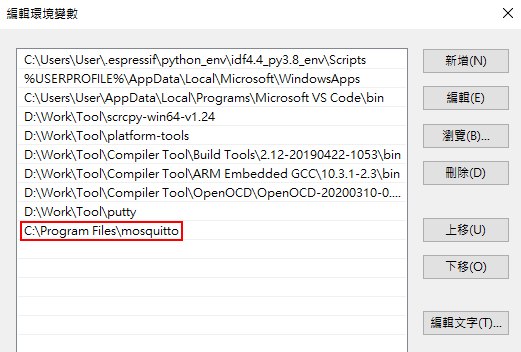 編輯環境變數
C:\Users\User\.espressif\python_env\idf4.4_py3.8_env\Scripts
%USERPROFILE%\AppData\Local\Microsoft\WindowsApps
C:\Users\User\AppData\Local\Programs\Microsoft VS Code\bin
D:\Work\Tool\scrcpy-win64-v1.24
D:\Work\Tool\platform-tools
D:\Work\Tool\Compiler Tool\Build Tools\2.12-20190422-1053\bin
D:\Work\Tool\Compiler Tool\ARM Embedded GCC\10.3.1-2.3\bin
D:\Work\Tool\Compiler Tool\OpenOCD\OpenOCD-20200310-0....
D:\Work\Tool\putty
C:\Program Files\mosquitto
新增(N)
編輯(E)
瀏覽(B)...
刪除(D)
上移(U)
下移(O)
編輯文字(T)...